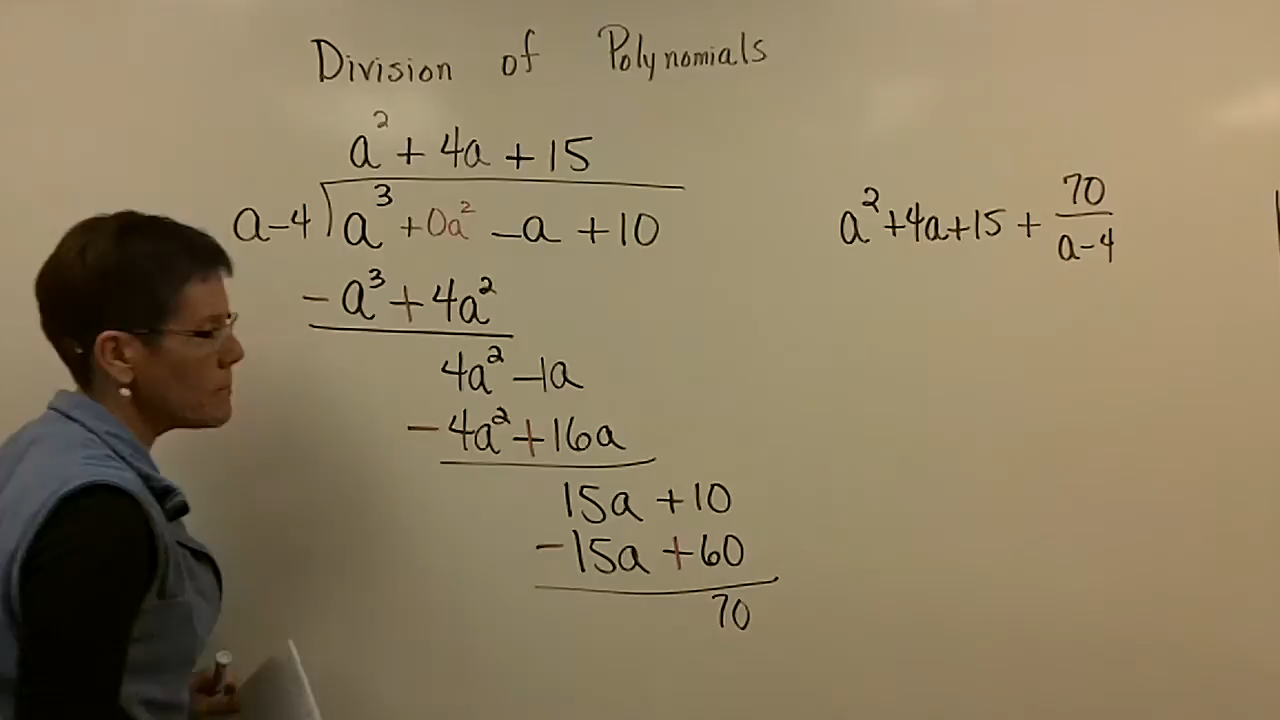 Division of Polynomials
a² + 4a + 15
a-4 ) a³ + 0a² - a + 10
- a³ + 4a²
4a² - 1a
- 4a² + 16a
15a + 10
- 15a + 60
70
a² + 4a + 15 + 70/(a-4)